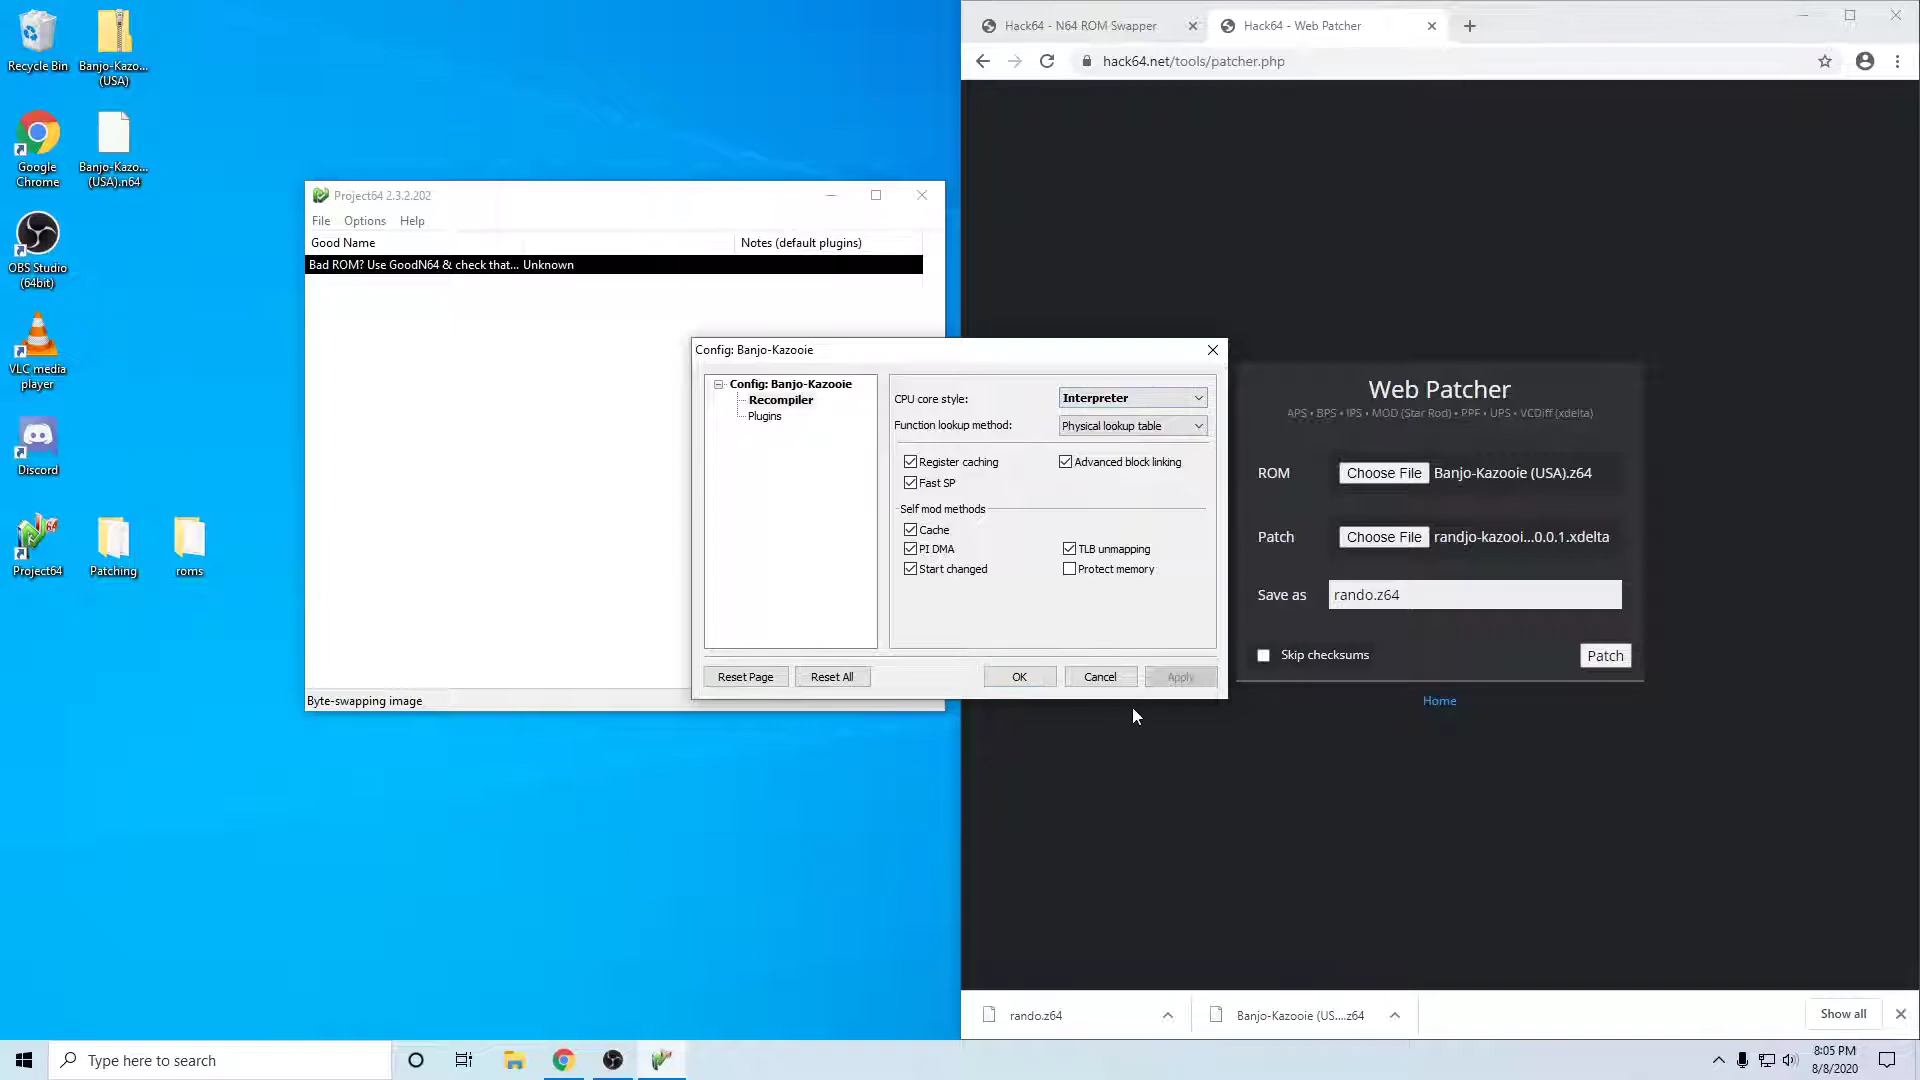 Recycle Bin
Banjo-Kazo...
(USA)
Google
Chrome
Banjo-Kazo...
(USA).n64
OBS Studio
(64bit)
VLC media
player
Discord
Project64
Patching
roms
Project64 2.3.2.202
File Options Help
Good Name Notes (default plugins)
Bad ROM? Use GoodN64 & check that... Unknown
Byte-swapping image
Config: Banjo-Kazooie
Config: Banjo-Kazooie
Recompiler
Plugins
CPU core style: Interpreter
Function lookup method: Physical lookup table
Register caching Advanced block linking
Fast SP
Self mod methods
Cache
PI DMA TLB unmapping
Start changed Protect memory
Reset Page Reset All OK Cancel Apply
Hack64 - N64 ROM Swapper Hack64 - Web Patcher
hack64.net/tools/patcher.php
Web Patcher
APS • BPS • IPS • MOD (Star Rod) • PPF • UPS • VCDiff (xdelta)
ROM Choose File Banjo-Kazooie (USA).z64
Patch Choose File randjo-kazooi...0.0.1.xdelta
Save as rando.z64
Skip checksums Patch
Home
rando.z64 Banjo-Kazooie (US....z64 Show all
Type here to search
8:05 PM
8/8/2020